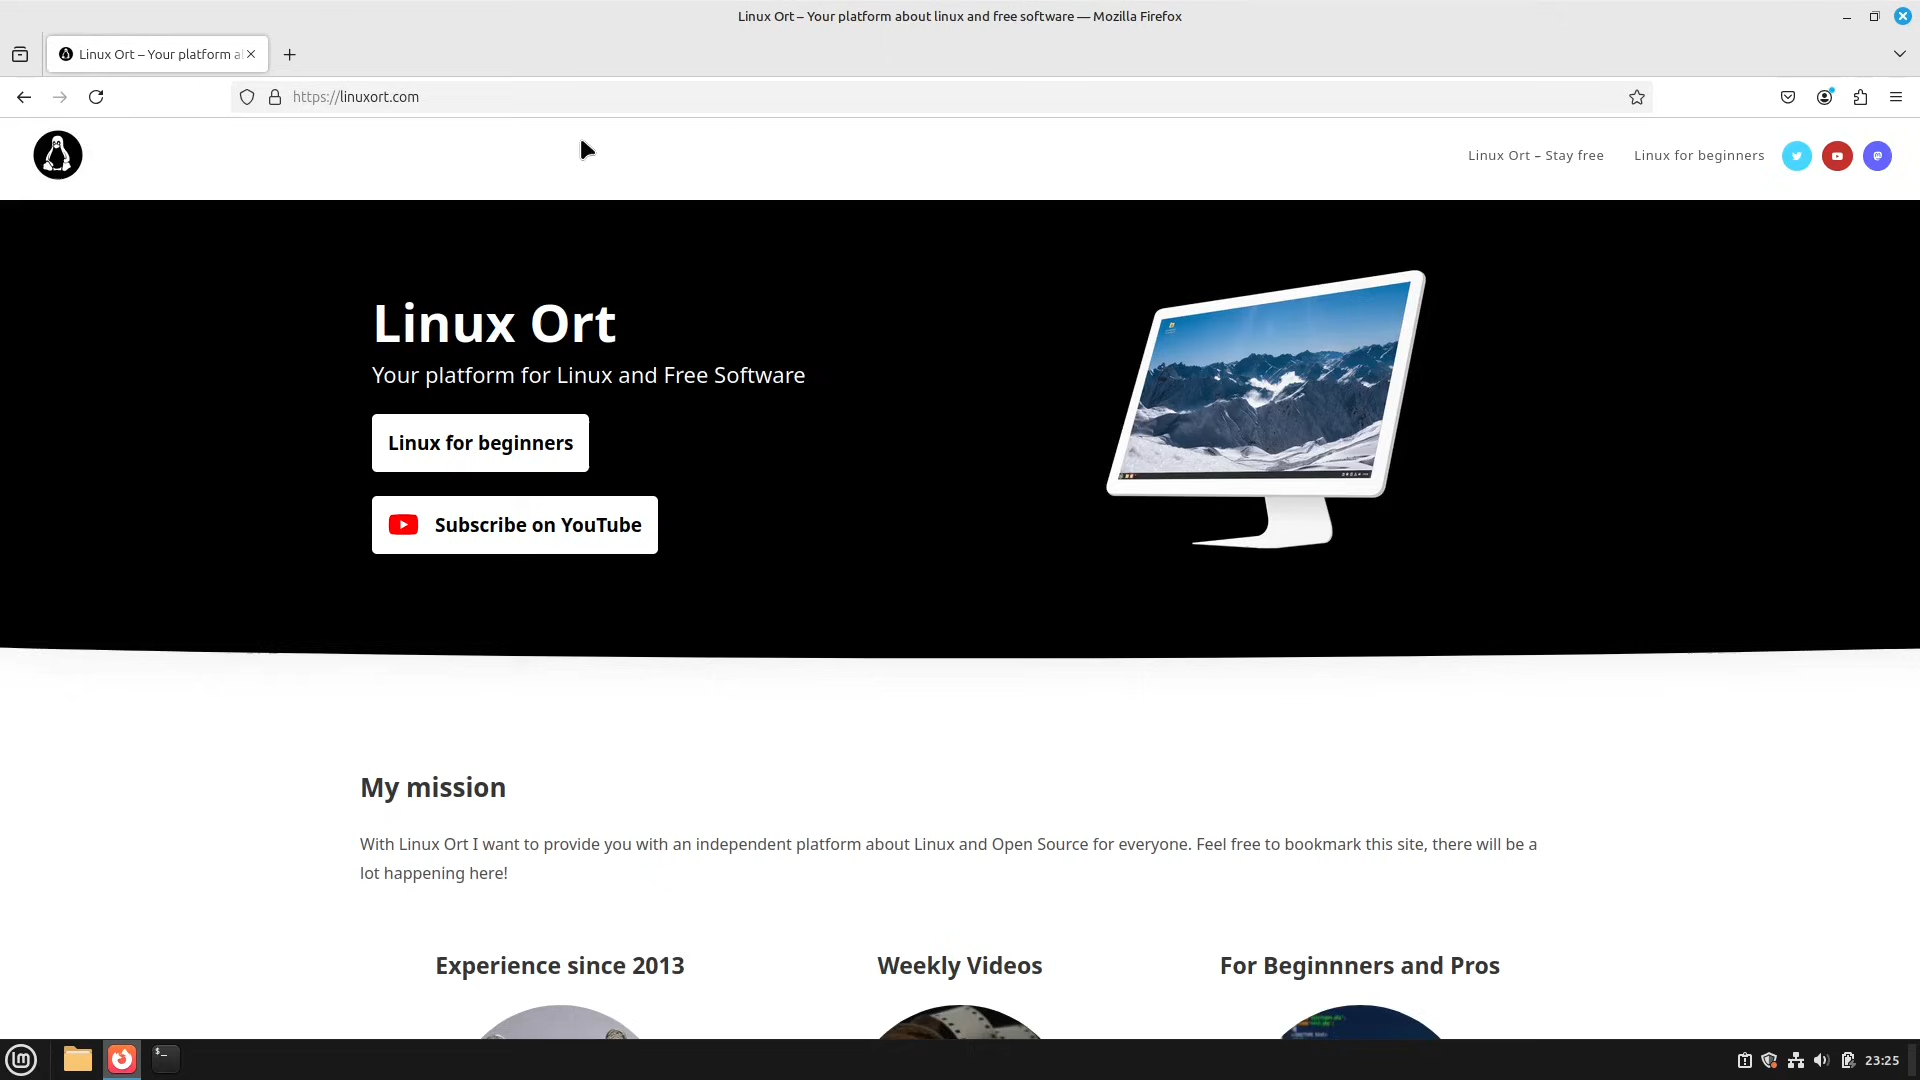 Linux Ort – Your platform about linux and free software — Mozilla Firefox
Linux Ort – Your platform a
https://linuxort.com
Linux Ort – Stay free
Linux for beginners
Linux Ort
Your platform for Linux and Free Software
Linux for beginners
Subscribe on YouTube
My mission
With Linux Ort I want to provide you with an independent platform about Linux and Open Source for everyone. Feel free to bookmark this site, there will be a
lot happening here!
Experience since 2013
Weekly Videos
For Beginnners and Pros
23:25